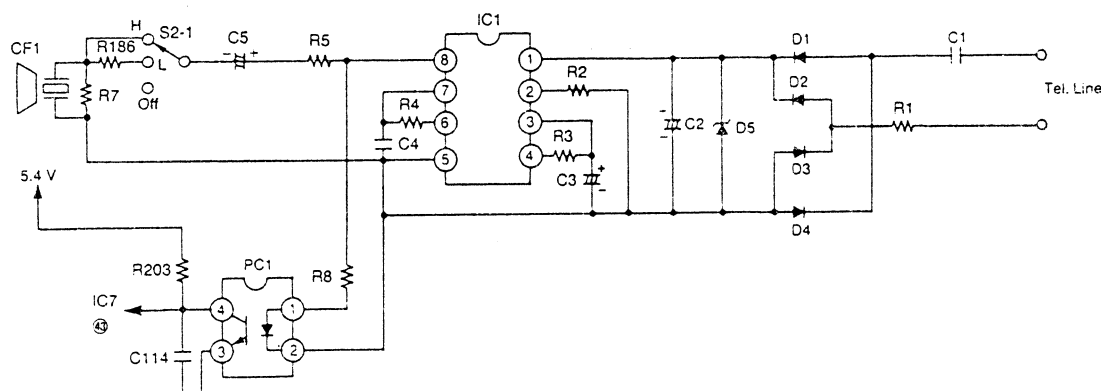 IC1
H
S2-1
CF1
R186
C5
- +
R5
L
Off
R7
8
1
7
2
6
3
5
4
R4
C4
R2
R3
C3
+
-
C2
-
D5
D1
D2
D3
D4
C1
R1
Tel. Line
5.4 V
R203
PC1
R8
IC7
43
4
1
3
2
C114